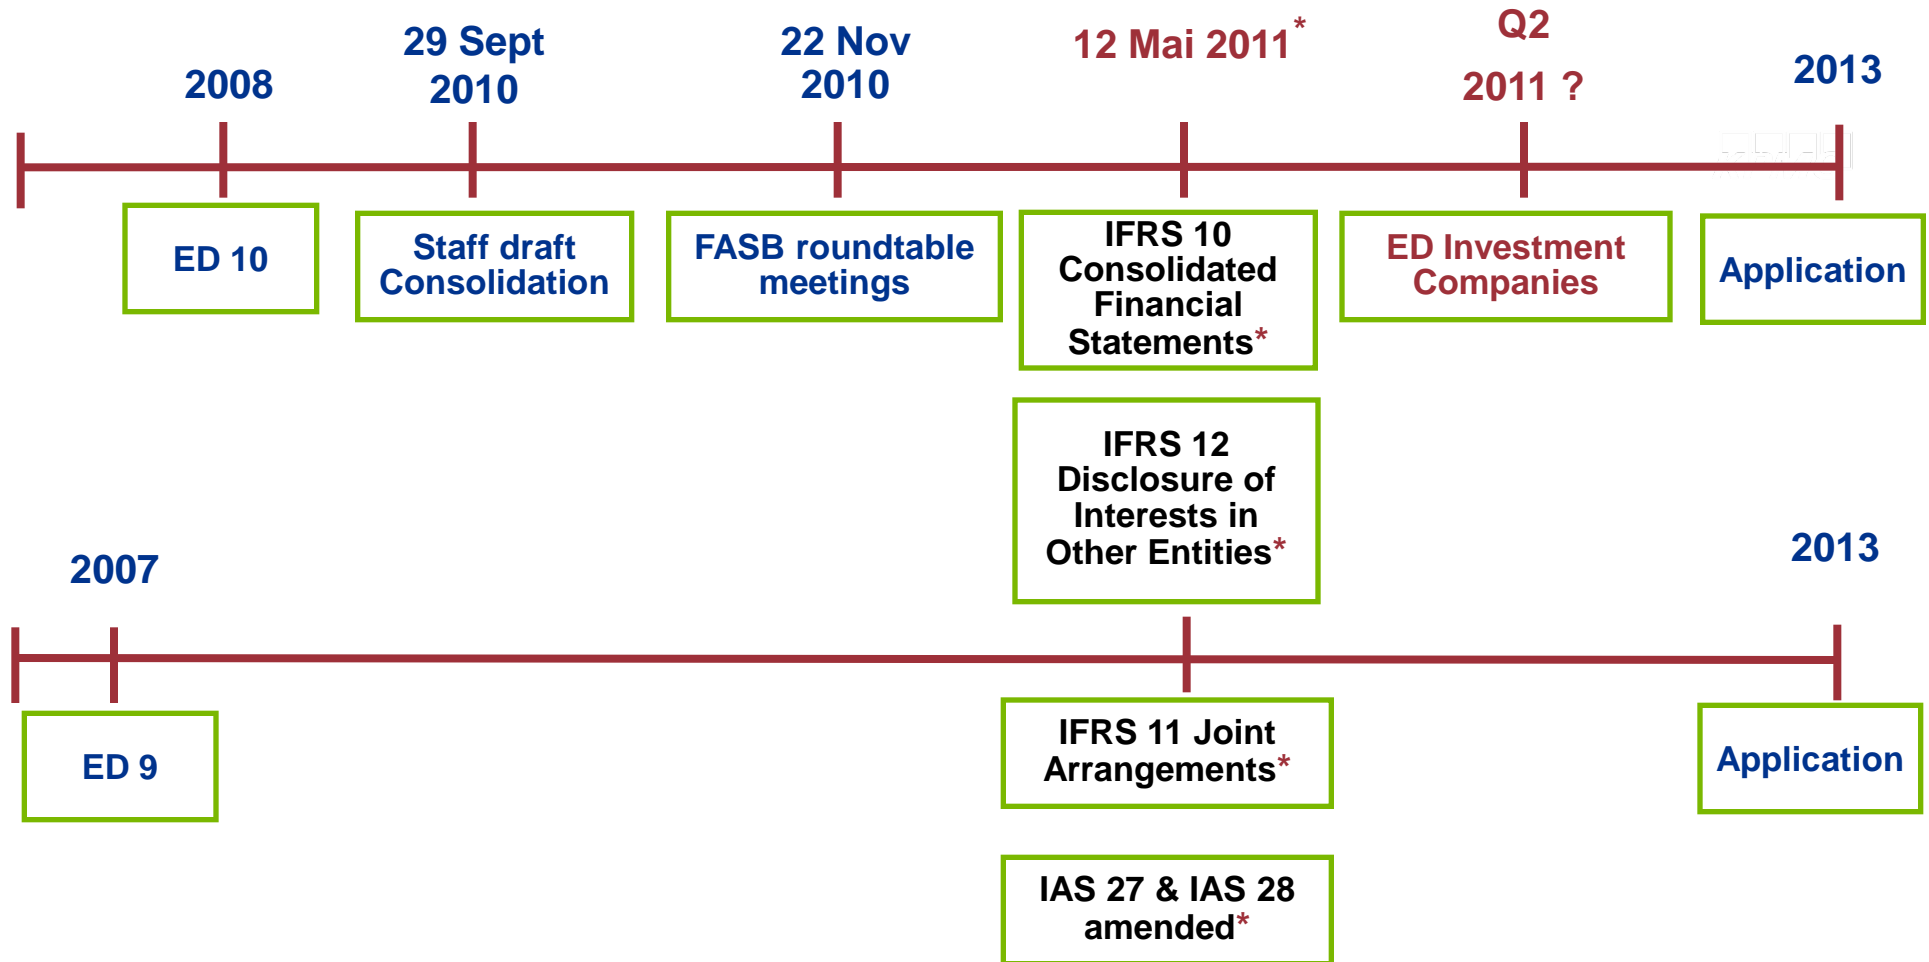 2008
29 Sept
2010
22 Nov
2010
12 Mai 2011*
Q2
2011 ?
2013
ED 10
Staff draft
Consolidation
FASB roundtable
meetings
IFRS 10
Consolidated
Financial
Statements*
ED Investment
Companies
Application
IFRS 12
Disclosure of
Interests in
Other Entities*
2007
2013
ED 9
IFRS 11 Joint
Arrangements*
Application
IAS 27 & IAS 28
amended*